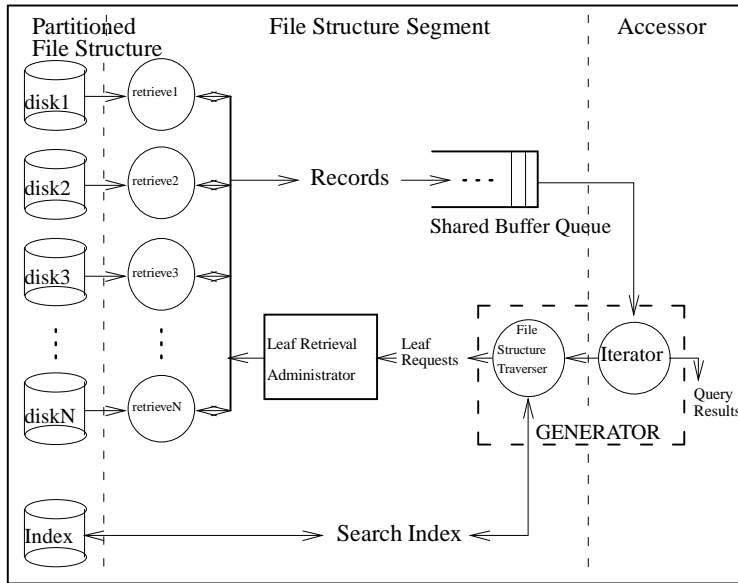 Partitioned
File Structure
File Structure Segment
Accessor
disk1
retrieve1
disk2
retrieve2
Records
Shared Buffer Queue
disk3
retrieve3
Leaf Retrieval
Administrator
Leaf
Requests
File
Structure
Traverser
Iterator
Query
Results
diskN
retrieveN
GENERATOR
Index
Search Index